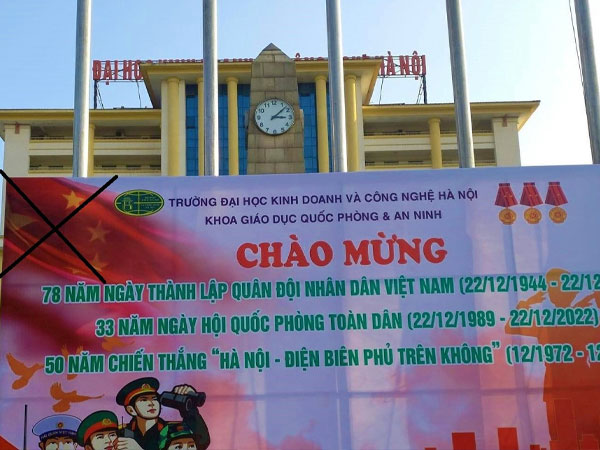 ĐẠI HỌC
HÀ NỘI
TRƯỜNG ĐẠI HỌC KINH DOANH VÀ CÔNG NGHỆ HÀ NỘI
KHOA GIÁO DỤC QUỐC PHÒNG & AN NINH
CHÀO MỪNG
78 NĂM NGÀY THÀNH LẬP QUÂN ĐỘI NHÂN DÂN VIỆT NAM (22/12/1944 - 22/12
33 NĂM NGÀY HỘI QUỐC PHÒNG TOÀN DÂN (22/12/1989 - 22/12/2022)
50 NĂM CHIẾN THẮNG “HÀ NỘI - ĐIỆN BIÊN PHỦ TRÊN KHÔNG” (12/1972 - 1